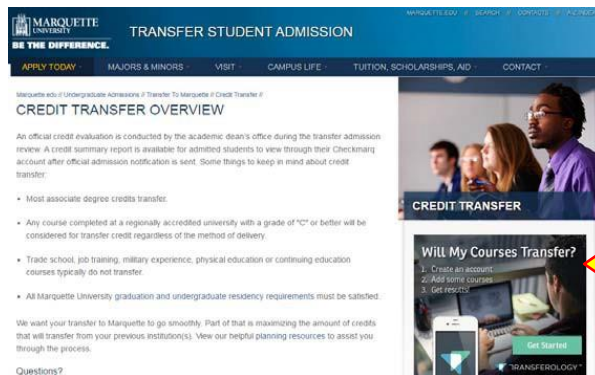 MARQUETTE
UNIVERSITY
BE THE DIFFERENCE.
TRANSFER STUDENT ADMISSION
MARQUETTE.EDU // SEARCH // CONTACTS // A-Z INDEX
APPLY TODAY
MAJORS & MINORS
VISIT
CAMPUS LIFE
TUITION, SCHOLARSHIPS, AID
CONTACT
Marquette.edu // Undergraduate Admissions // Transfer To Marquette // Credit Transfer //
CREDIT TRANSFER OVERVIEW
An official credit evaluation is conducted by the academic dean's office during the transfer admission
review. A credit summary report is available for admitted students to view through their Checkmarq
account after official admission notification is sent. Some things to keep in mind about credit
transfer:
• Most associate degree credits transfer.
• Any course completed at a regionally accredited university with a grade of "C" or better will be
considered for transfer credit regardless of the method of delivery.
• Trade school, job training, military experience, physical education or continuing education
courses typically do not transfer.
• All Marquette University graduation and undergraduate residency requirements must be satisfied.
We want your transfer to Marquette to go smoothly. Part of that is maximizing the amount of credits
that will transfer from your previous institution(s). View our helpful planning resources to assist you
through the process.
Questions?
CREDIT TRANSFER
Will My Courses Transfer?
1. Create an account
2. Add some courses
3. Get results!
Get Started
TRANSFEROLOGY